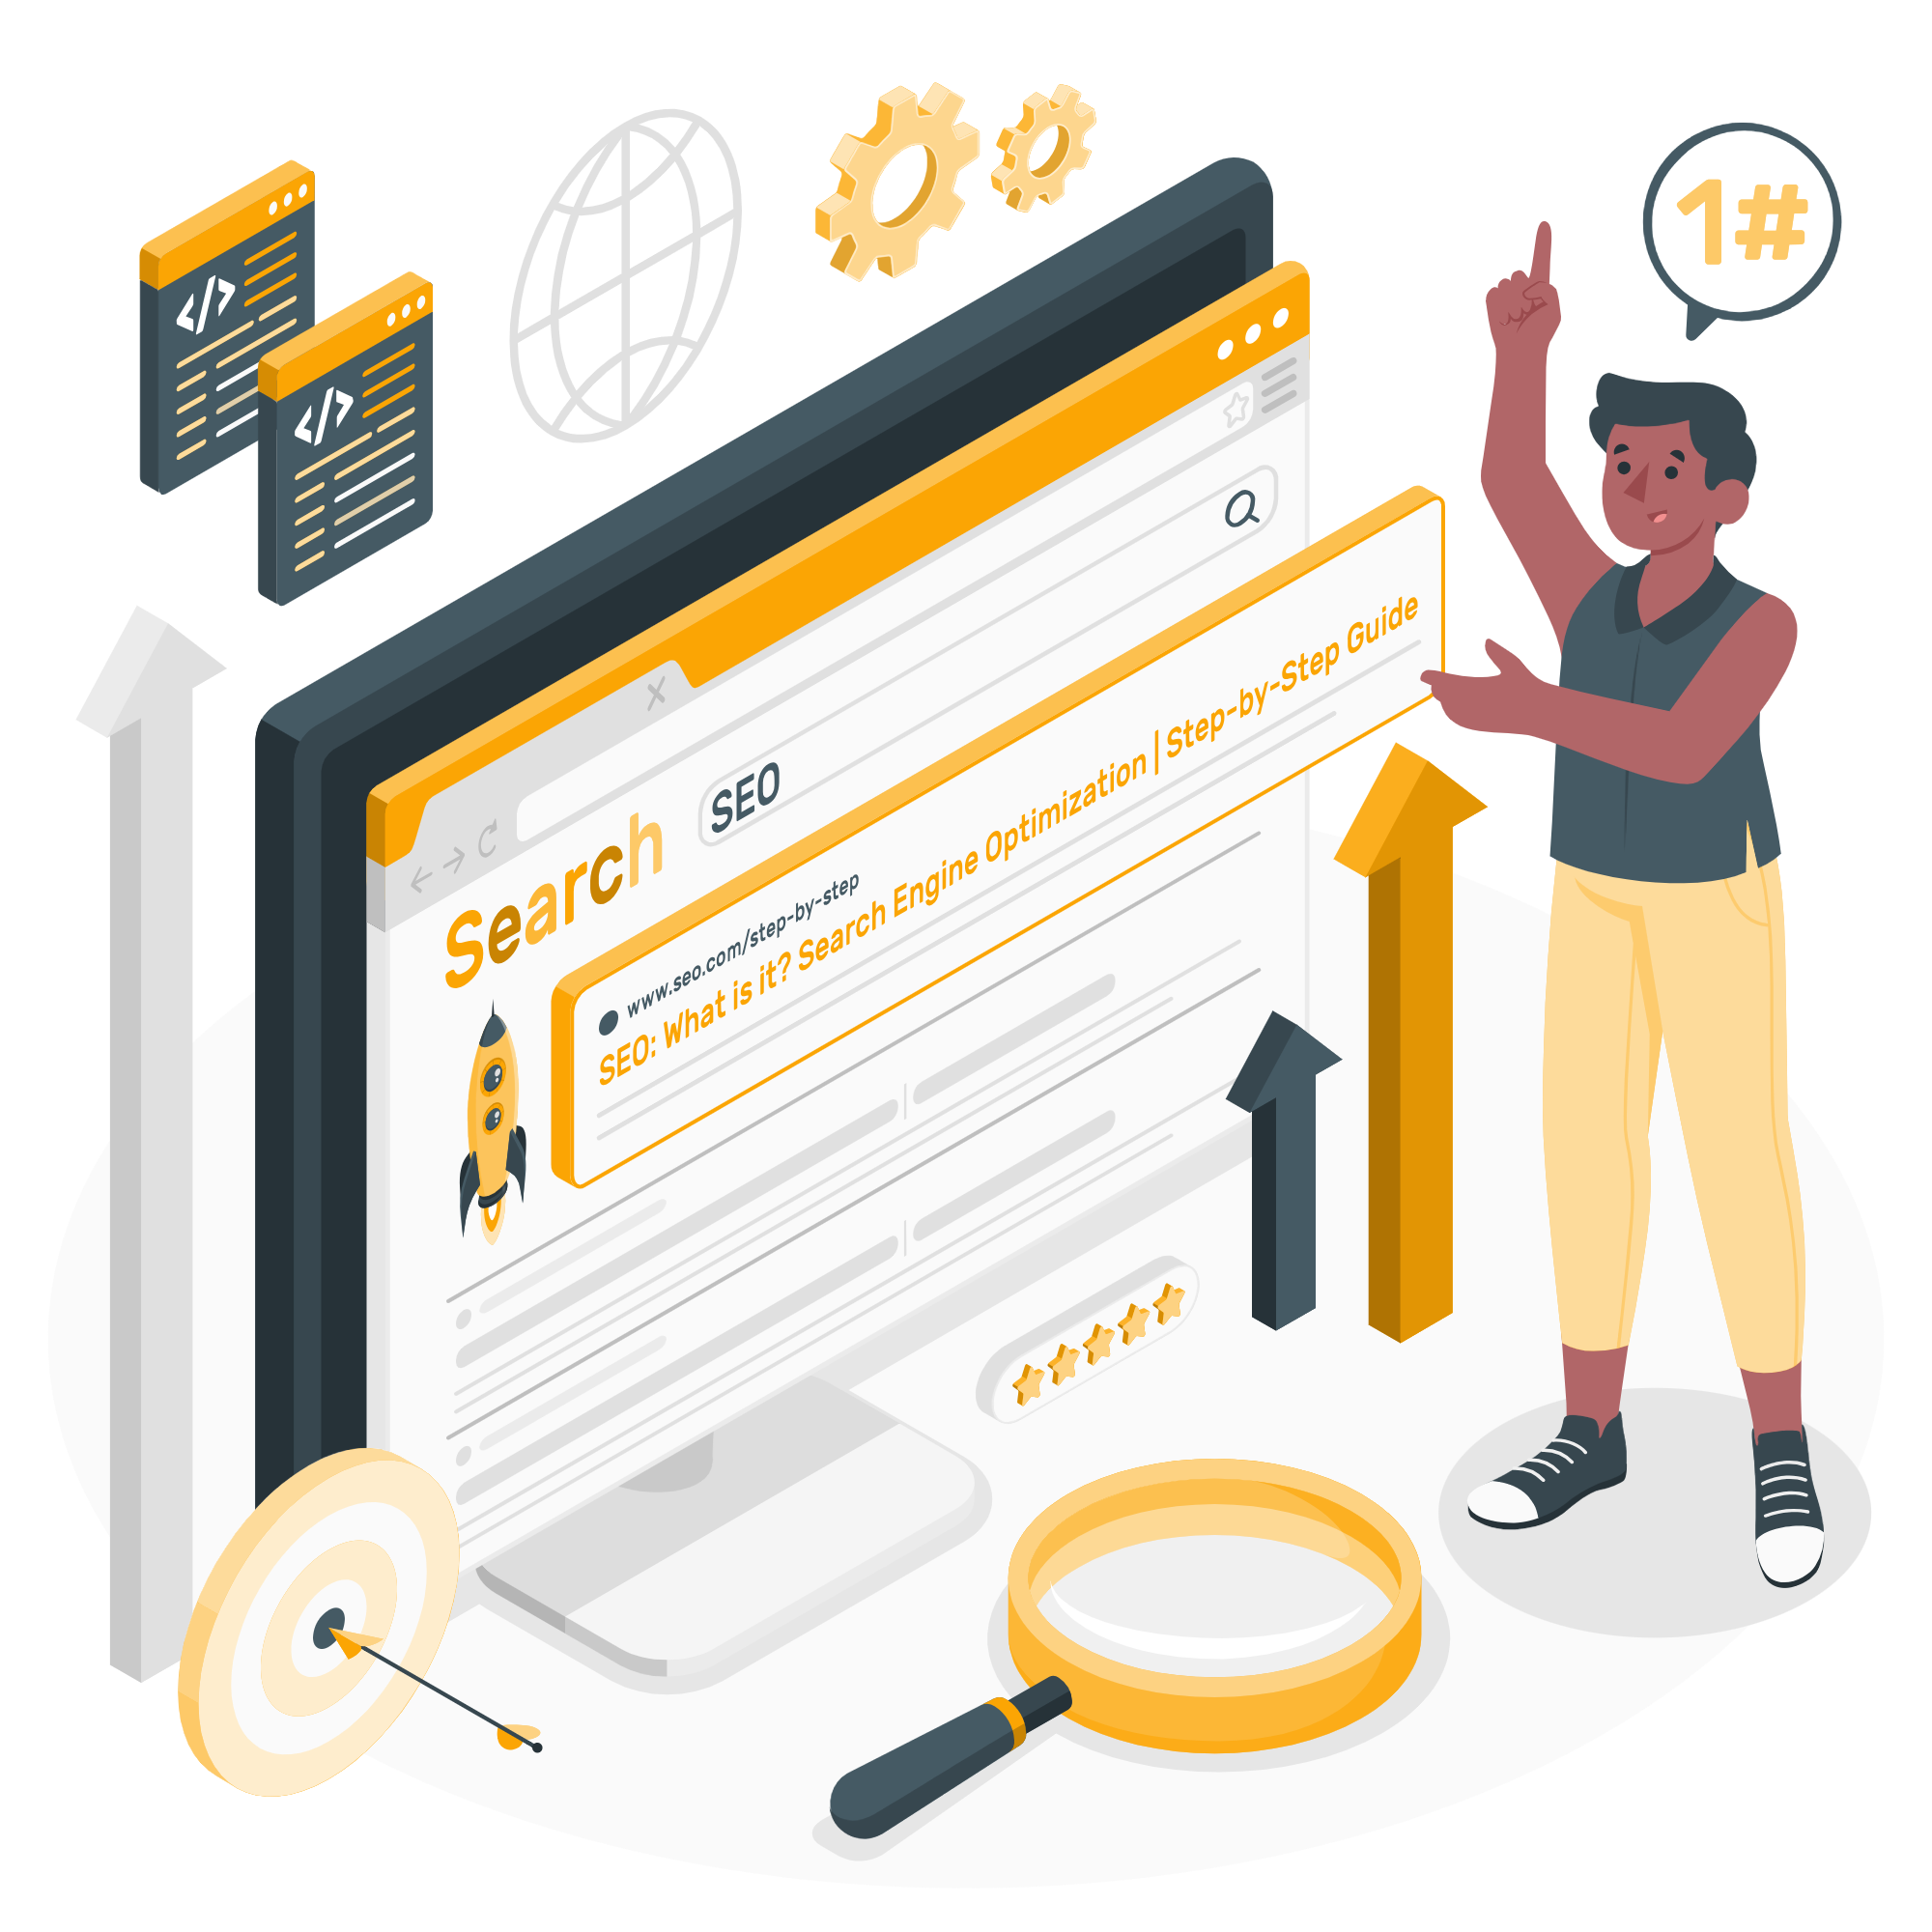 </>
</>
1#
Search
SEO
www.seo.com/step-by-step
SEO: What is it? Search Engine Optimization | Step-by-Step Guide